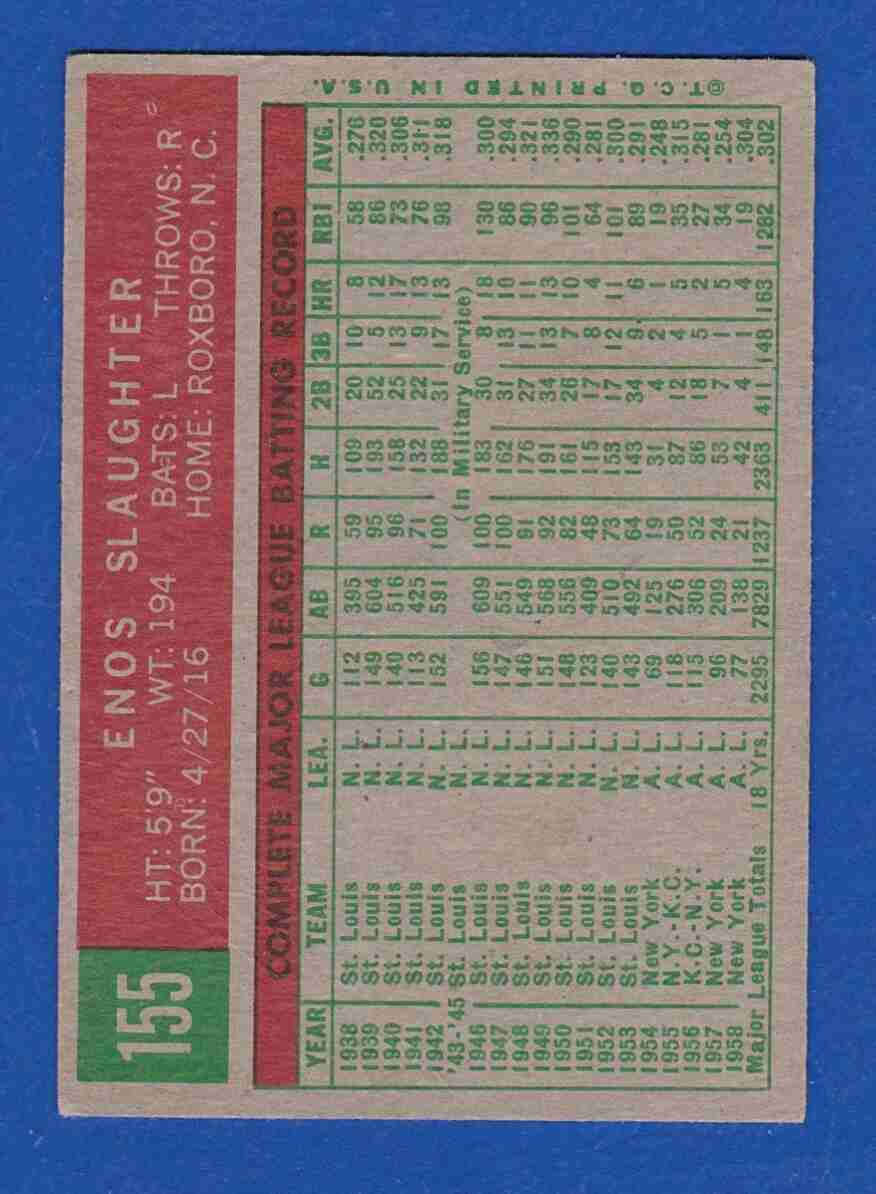 155 ENOS SLAUGHTER
HT: 5'9" WT: 194 BATS: L THROWS: R
BORN: 4/27/16 HOME: ROXBORO, N. C.
COMPLETE MAJOR LEAGUE BATTING RECORD
YEAR TEAM LEA. G AB R H 2B 3B HR RBI AVG.
1938 St. Louis N. L. 112 395 59 109 20 10 8 58 .276
1939 St. Louis N. L. 149 604 95 193 52 5 12 86 .320
1940 St. Louis N. L. 140 516 96 158 25 13 17 73 .306
1941 St. Louis N. L. 113 425 71 132 22 9 13 76 .311
1942 St. Louis N. L. 152 591 100 188 31 17 13 98 .318
'43-'45 St. Louis N. L. (In Military Service)
1946 St. Louis N. L. 156 609 100 183 30 8 18 130 .300
1947 St. Louis N. L. 147 551 100 162 31 13 10 86 .294
1948 St. Louis N. L. 146 549 91 176 27 11 11 90 .321
1949 St. Louis N. L. 151 568 92 191 34 13 13 96 .336
1950 St. Louis N. L. 148 556 82 161 26 7 10 101 .290
1951 St. Louis N. L. 123 409 48 115 17 8 4 64 .281
1952 St. Louis N. L. 140 510 73 153 17 12 11 101 .300
1953 St. Louis N. L. 143 492 64 143 34 9 6 89 .291
1954 New York A. L. 69 125 19 31 4 2 1 19 .248
1955 N.Y.-K.C. A. L. 118 276 50 87 12 4 5 35 .315
1956 K.C.-N.Y. A. L. 115 306 52 86 18 5 2 27 .281
1957 New York A. L. 96 209 24 53 7 1 5 34 .254
1958 New York A. L. 77 138 21 42 4 1 4 19 .304
Major League Totals 18 Yrs. 2295 7829 1237 2363 411 148 163 1282 .302
©T. C. G. PRINTED IN U.S.A.